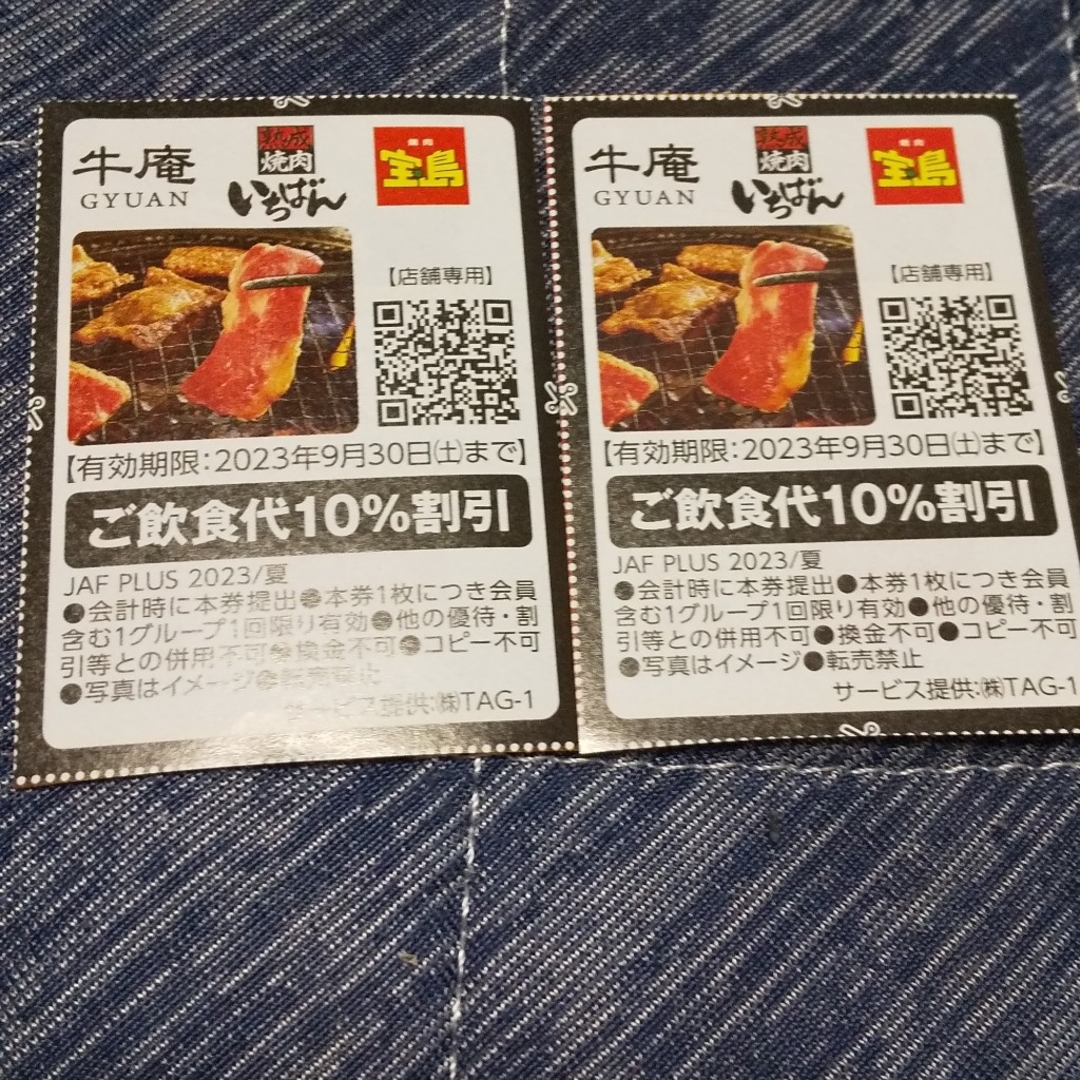 牛庵
GYUAN
熟成
焼肉
いちばん
焼肉
宝島
【店舗専用】
【有効期限:2023年9月30日㈯まで】
ご飲食代10%割引
JAF PLUS 2023/夏
●会計時に本券提出●本券1枚につき会員
含む1グループ1回限り有効●他の優待・割
引等との併用不可●換金不可●コピー不可
●写真はイメージ●転売禁止
サービス提供:㈱TAG-1
牛庵
GYUAN
熟成
焼肉
いちばん
焼肉
宝島
【店舗専用】
【有効期限:2023年9月30日㈯まで】
ご飲食代10%割引
JAF PLUS 2023/夏
●会計時に本券提出●本券1枚につき会員
含む1グループ1回限り有効●他の優待・割
引等との併用不可●換金不可●コピー不可
●写真はイメージ●転売禁止
サービス提供:㈱TAG-1